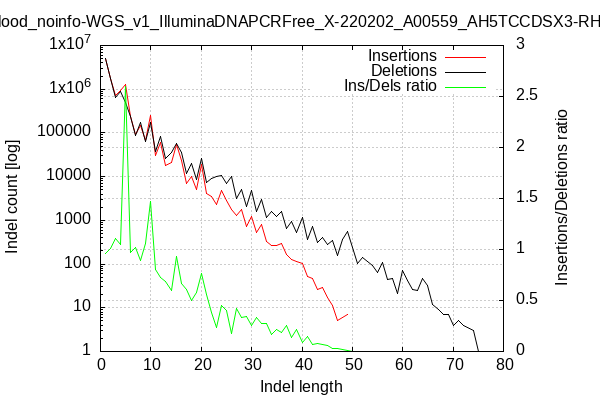 lood_noinfo-WGS_v1_IlluminaDNAPCRFree_X-220202_A00559_AH5TCCDSX3-RH
Insertions
Deletions
Ins/Dels ratio
1x10^7
1x10^6
100000
10000
1000
100
10
1
3
2.5
2
1.5
1
0.5
0
0 10 20 30 40 50 60 70 80
Indel count [log]
Insertions/Deletions ratio
Indel length